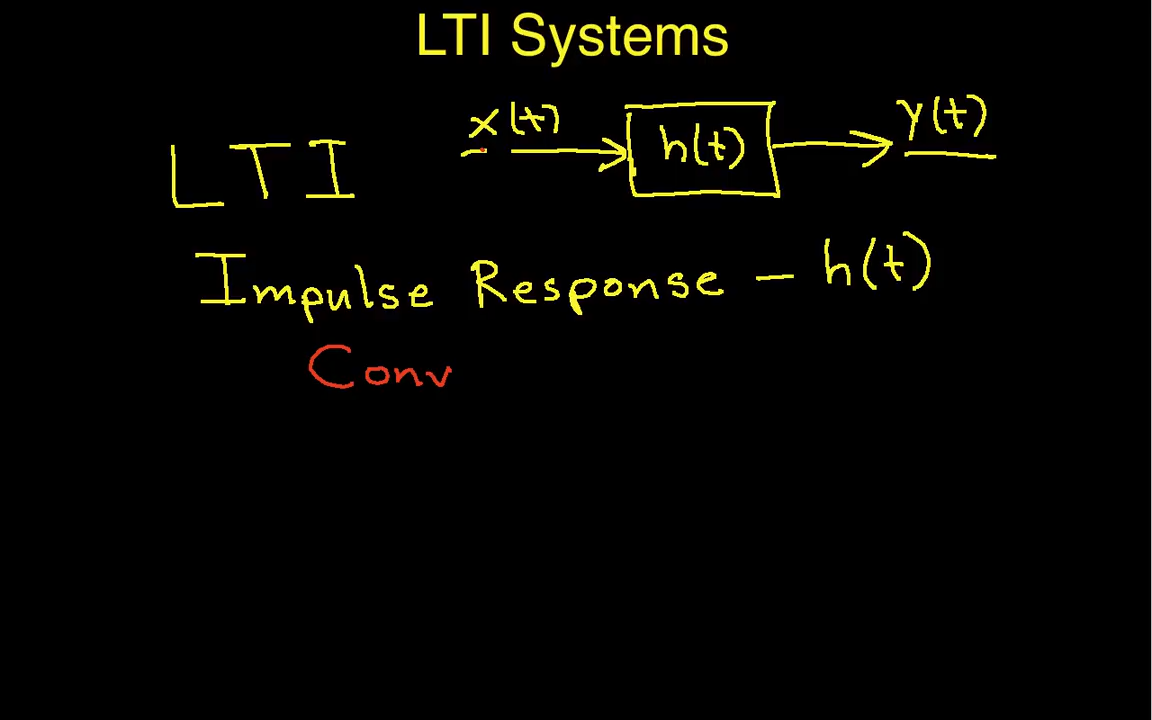 LTI Systems
LTI x(t) h(t) y(t)
Impulse Response - h(t)
Conv